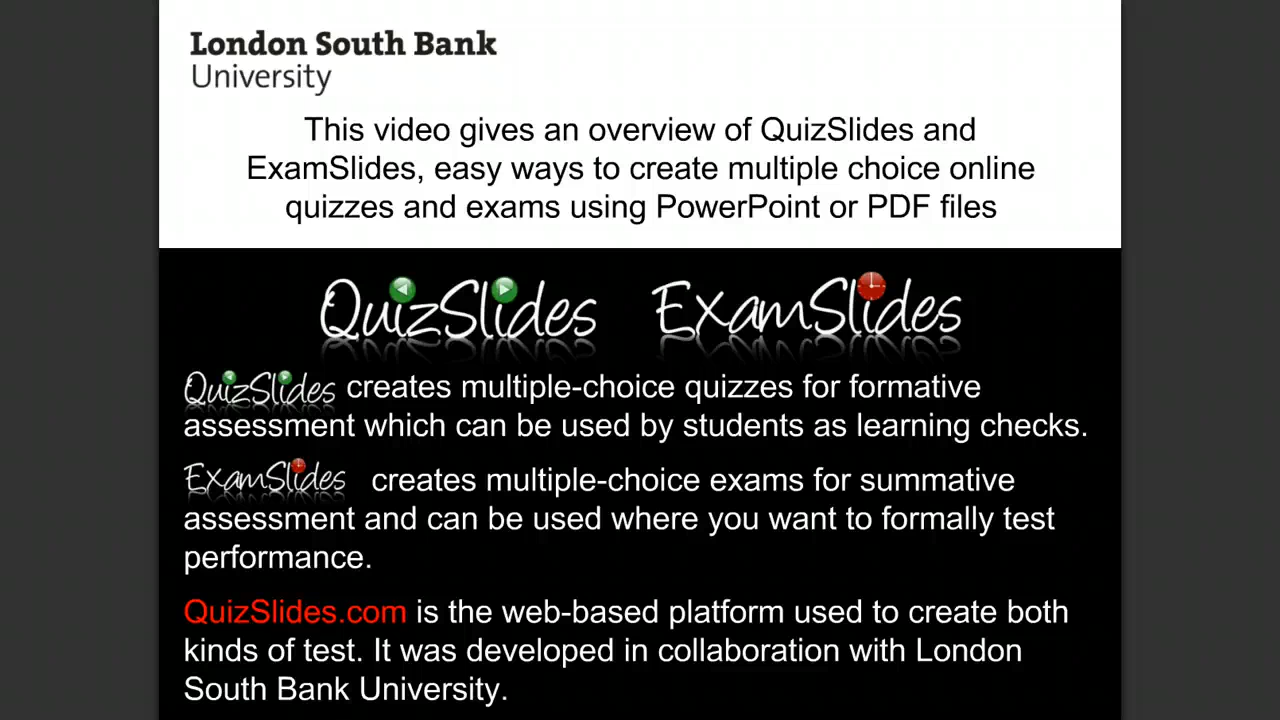 London South Bank
University
This video gives an overview of QuizSlides and
ExamSlides, easy ways to create multiple choice online
quizzes and exams using PowerPoint or PDF files
QuizSlides ExamSlides
QuizSlides creates multiple-choice quizzes for formative
assessment which can be used by students as learning checks.
ExamSlides creates multiple-choice exams for summative
assessment and can be used where you want to formally test
performance.
QuizSlides.com is the web-based platform used to create both
kinds of test. It was developed in collaboration with London
South Bank University.